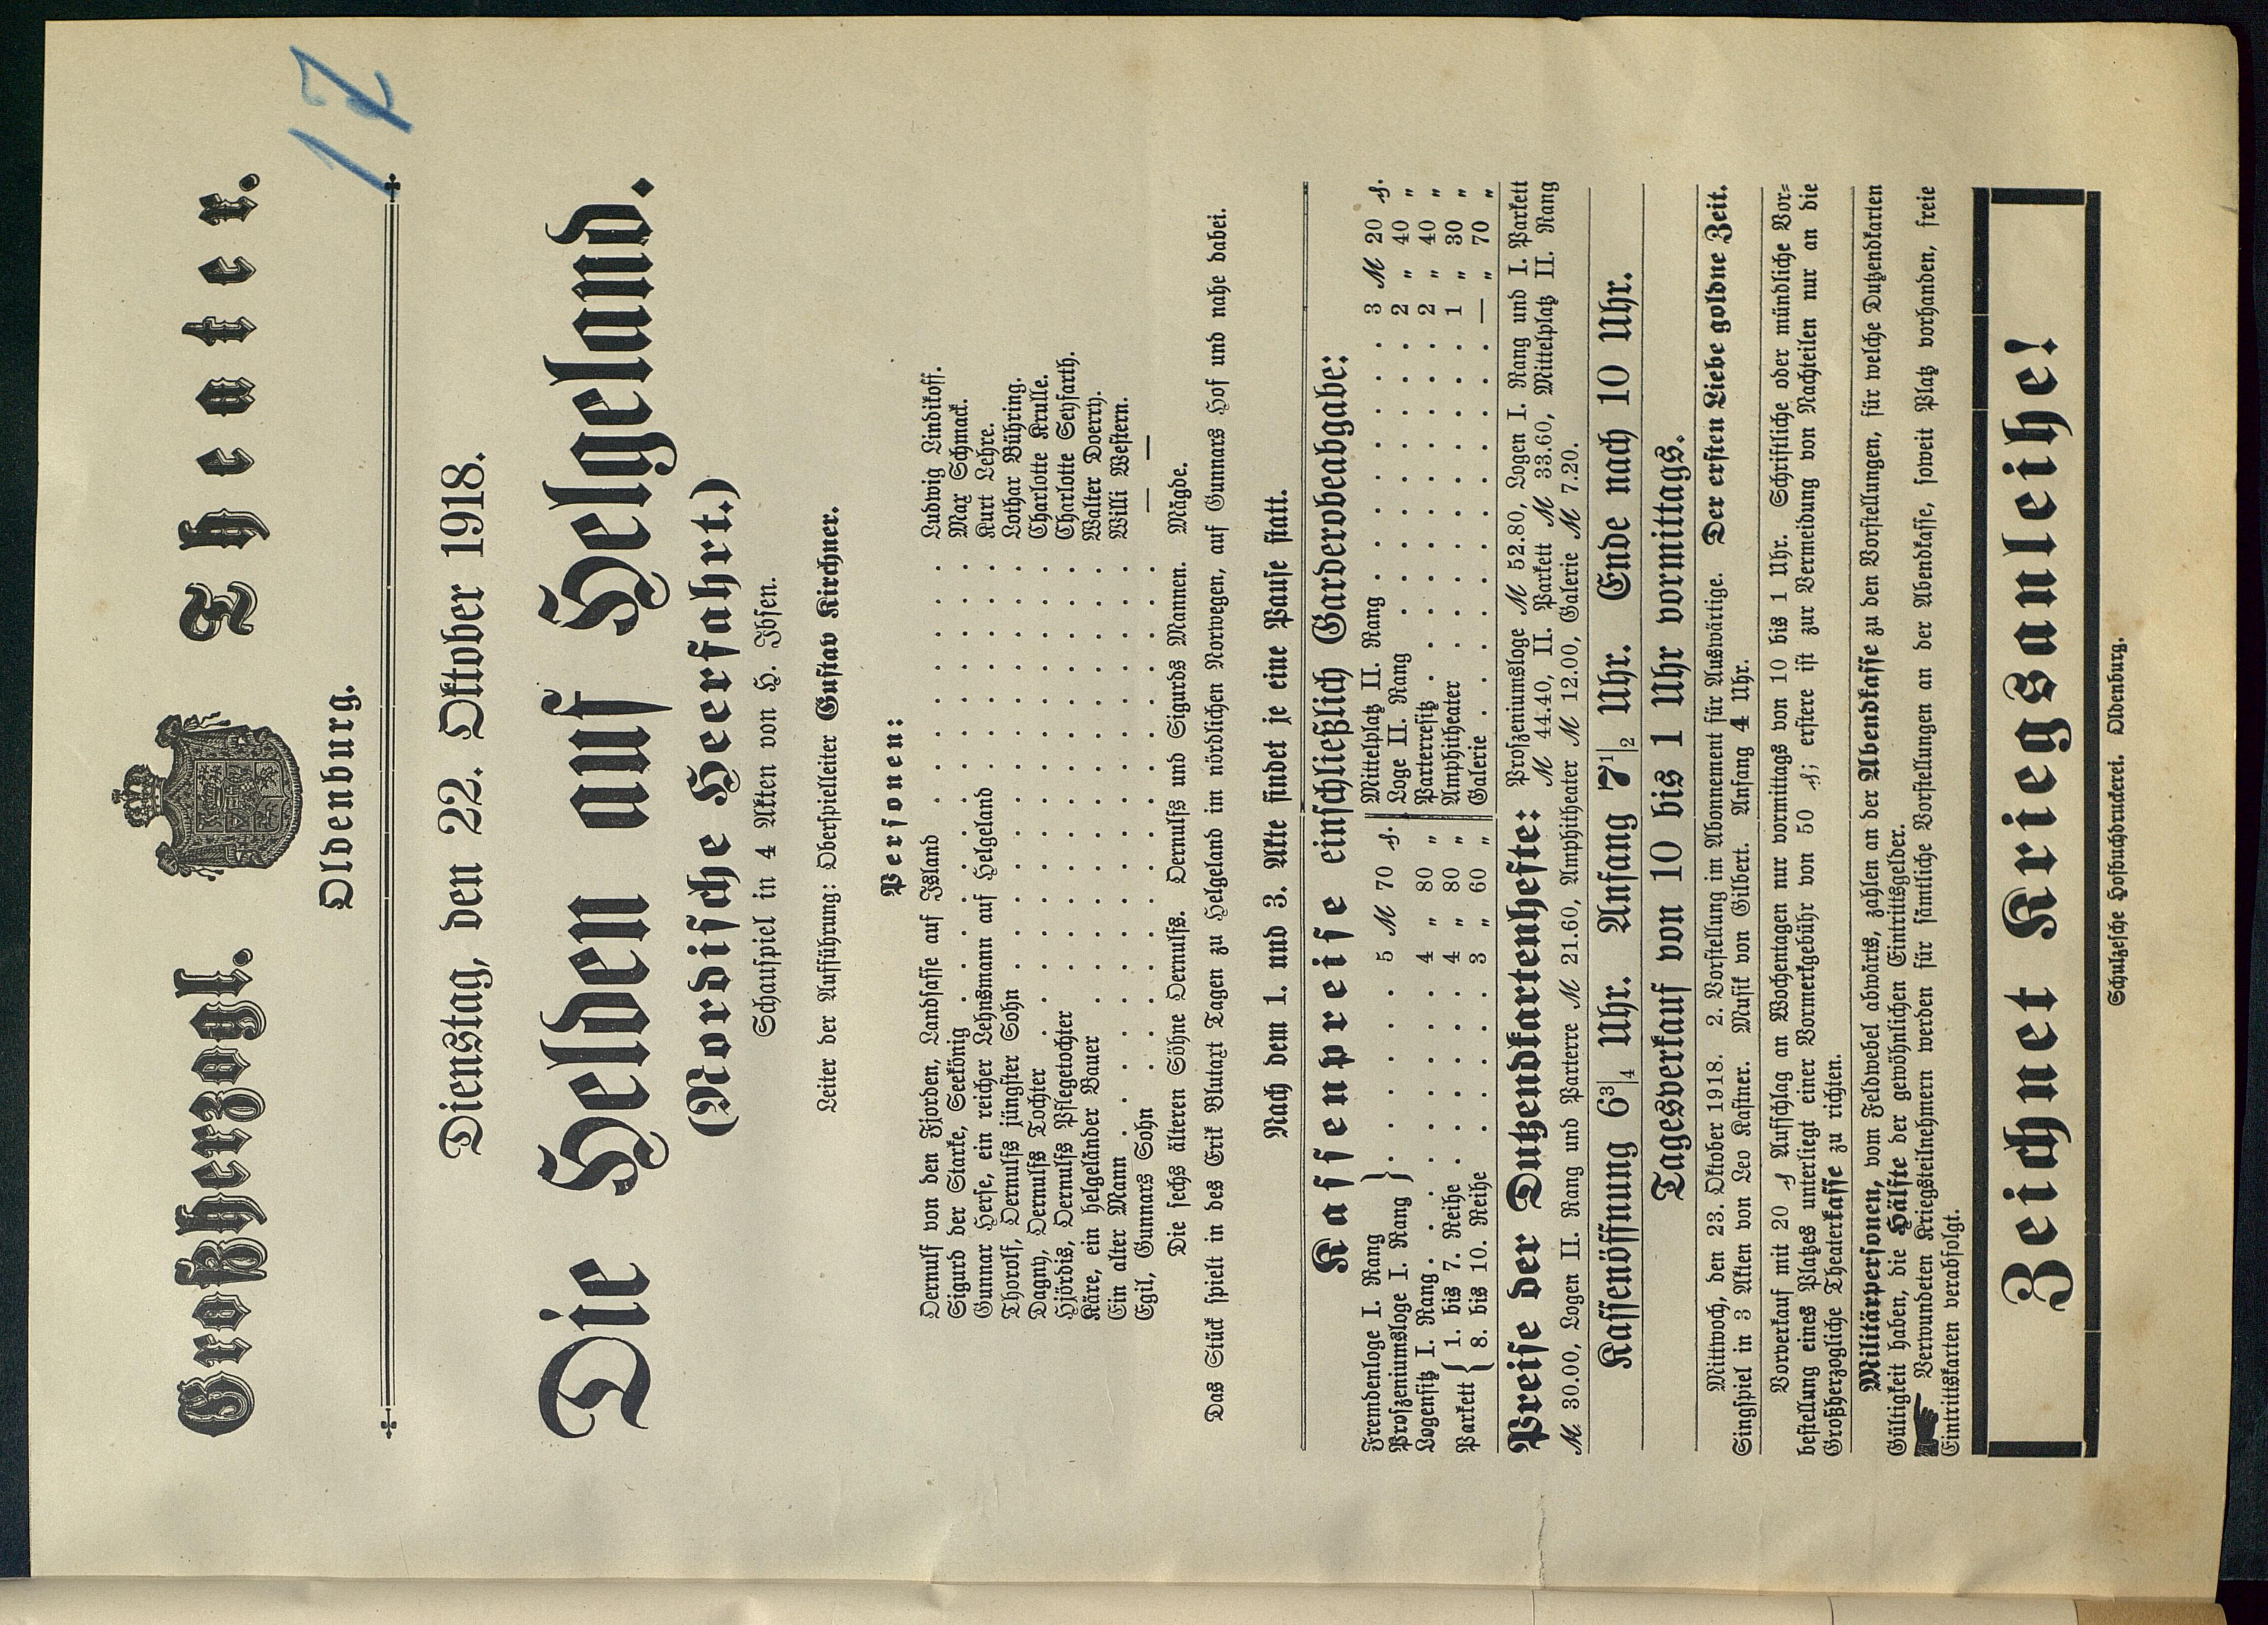 17
Großherzogl. Theater.
Oldenburg.
Dienstag, den 22. Oktober 1918.
Die Helden auf Helgeland.
(Nordische Heerfahrt.)
Schauspiel in 4 Akten von H. Ibsen.
Leiter der Aufführung: Oberspielleiter Gustav Kirchner.
Personen:
Oernulf von den Fjorden, Landsasse auf Island . . . . . . . . Ludwig Lindikoff.
Sigurd der Starke, Seekönig . . . . . . . . Max Schmack.
Gunnar Herse, ein reicher Lehnsmann auf Helgeland . . . . . . . . Kurt Lehre.
Thorolf, Oernulfs jüngster Sohn . . . . . . . . Lothar Bühring.
Dagny, Oernulfs Tochter . . . . . . . . Charlotte Krulle.
Hjördis, Oernulfs Pflegetochter . . . . . . . . Charlotte Seyfarth.
Kåre, ein helgeländer Bauer . . . . . . . . Walter Doerry.
Ein alter Mann . . . . . . . . Willi Western.
Egil, Gunnars Sohn . . . . . . . . — — —
Die sechs älteren Söhne Oernulfs. Oernulfs und Sigurds Mannen. Mägde.
Das Stück spielt in des Erik Blutaxt Tagen zu Helgeland im nördlichen Norwegen, auf Gunnars Hof und nahe dabei.
Nach dem 1. und 3. Akte findet je eine Pause statt.
Kassenpreise einschließlich Garderobeabgabe:
Fremdenloge I. Rang
Proszeniumsloge I. Rang } . . . . . 5 M 70 ₰.
Logensitz I. Rang . . . . . 4 „ 80 „
Parkett { 1. bis 7. Reihe . . . . . 4 „ 80 „
8. bis 10. Reihe . . . . . 3 „ 60 „
Mittelplatz II. Rang . . . . . 3 M 20 ₰.
Loge II. Rang . . . . . 2 „ 40 „
Parterresitz . . . . . 2 „ 40 „
Amphitheater . . . . . 1 „ 30 „
Galerie . . . . . — „ 70 „
Preise der Dutzendkartenhefte: Proszeniumsloge M 52.80, Logen I. Rang und I. Parkett
M 44.40, II. Parkett M 33.60, Mittelplatz II. Rang
M 30.00, Logen II. Rang und Parterre M 21.60, Amphitheater M 12.00, Galerie M 7.20.
Kassenöffnung 6¾ Uhr. Anfang 7½ Uhr. Ende nach 10 Uhr.
Tagesverkauf von 10 bis 1 Uhr vormittags.
Mittwoch, den 23. Oktober 1918. 2. Vorstellung im Abonnement für Auswärtige. Der ersten Liebe goldne Zeit.
Singspiel in 3 Akten von Leo Kastner. Musik von Gilbert. Anfang 4 Uhr.
Vorverkauf mit 20 ₰ Aufschlag an Wochentagen nur vormittags von 10 bis 1 Uhr. Schriftliche oder mündliche Vor-
bestellung eines Platzes unterliegt einer Vormerkgebühr von 50 ₰; erstere ist zur Vermeidung von Nachteilen nur an die
Großherzogliche Theaterkasse zu richten.
Militärpersonen, vom Feldwebel abwärts, zahlen an der Abendkasse zu den Vorstellungen, für welche Dutzendkarten
Gültigkeit haben, die Hälfte der gewöhnlichen Eintrittsgelder.
Verwundeten Kriegsteilnehmern werden für sämtliche Vorstellungen an der Abendkasse, soweit Platz vorhanden, freie
Eintrittskarten verabfolgt.
Zeichnet Kriegsanleihe!
Schulzesche Hofbuchdruckerei. Oldenburg.